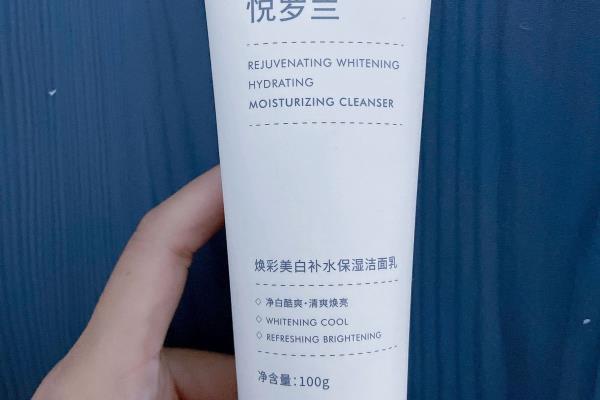 悦罗兰
REJUVENATING WHITENING
HYDRATING
MOISTURIZING CLEANSER
焕彩美白补水保湿洁面乳
◇ 净白酷爽·清爽焕亮
◇ WHITENING COOL
◇ REFRESHING BRIGHTENING
净含量:100g